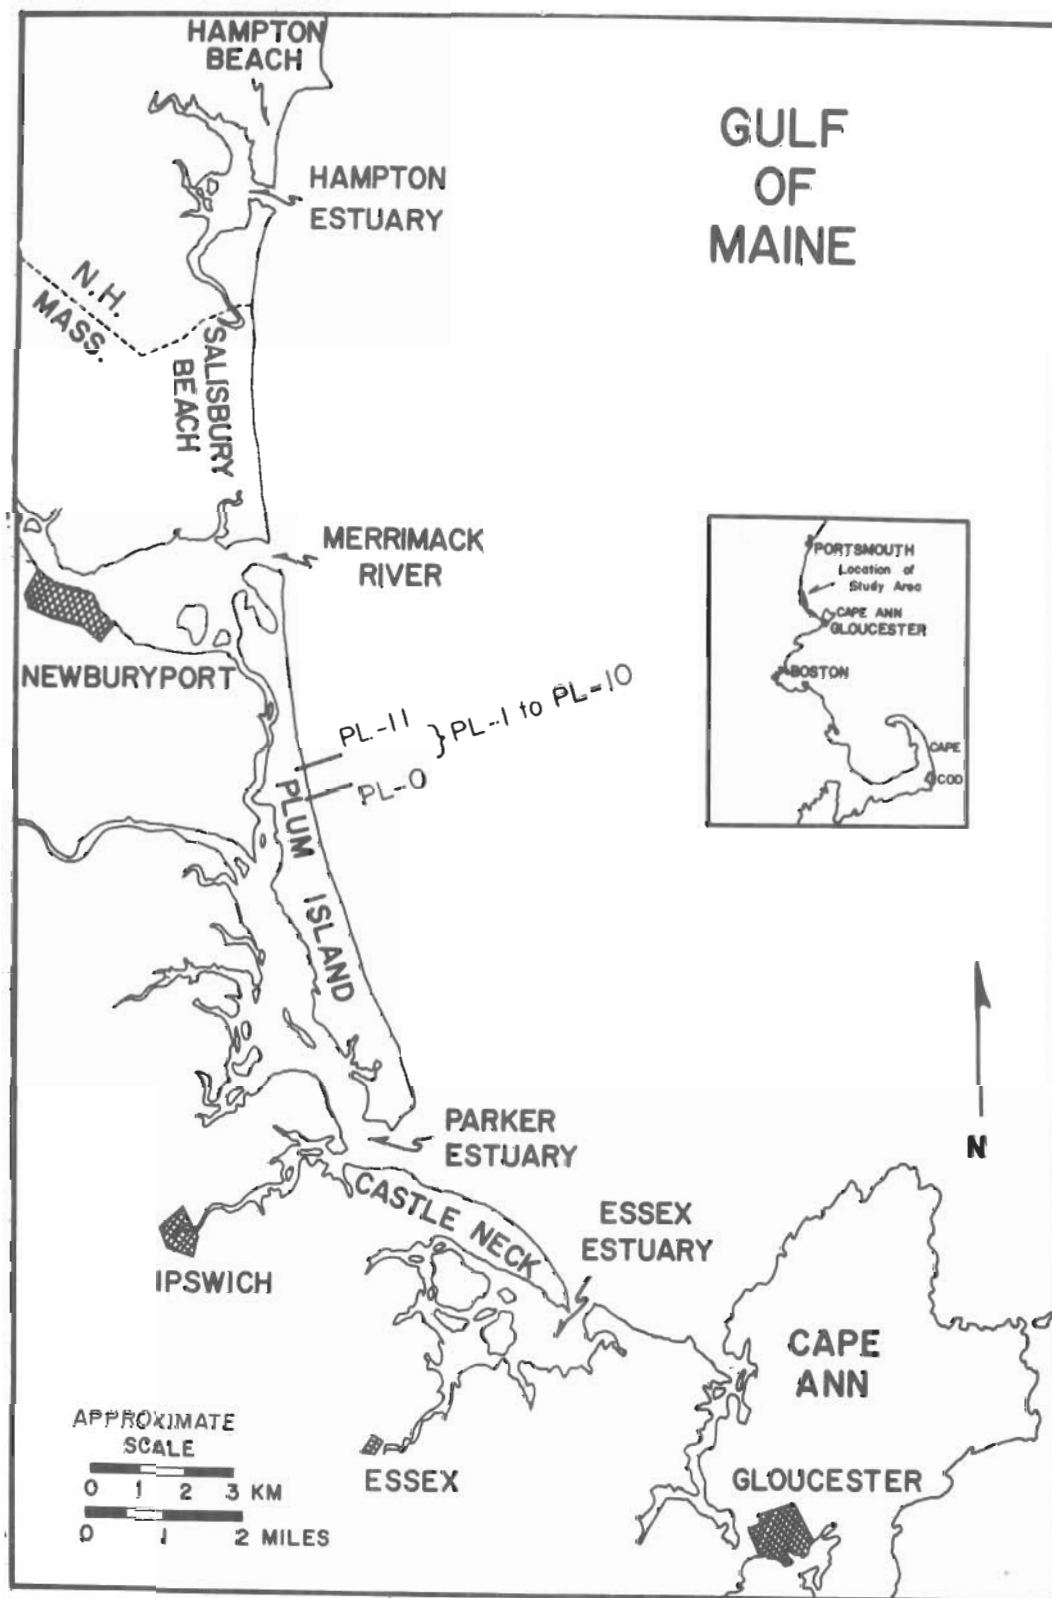 HAMPTON
BEACH
GULF
OF
MAINE
HAMPTON
ESTUARY
N.H.
MASS.
SALISBURY
BEACH
MERRIMACK
RIVER
NEWBURYPORT
PORTSMOUTH
Location of
Study Area
CAPE ANN
GLOUCESTER
BOSTON
CAPE
COD
PL-11
} PL-1 to PL-10
PL-0
PLUM ISLAND
N
PARKER
ESTUARY
CASTLE NECK
ESSEX
ESTUARY
IPSWICH
CAPE
ANN
APPROXIMATE
SCALE
0 1 2 3 KM
0 1 2 MILES
ESSEX
GLOUCESTER